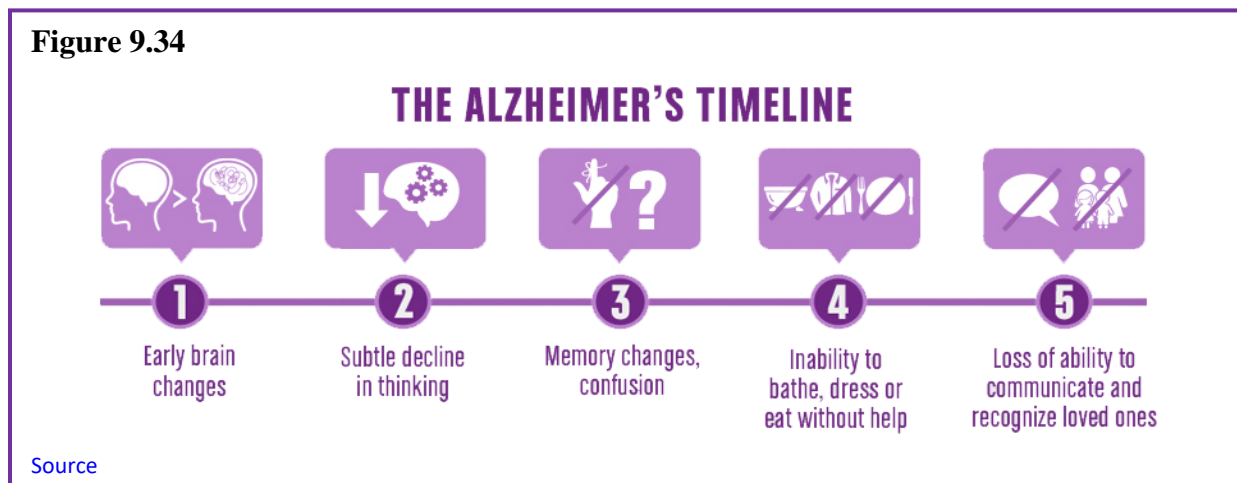 Figure 9.34
THE ALZHEIMER'S TIMELINE
>
?
1
2
3
4
5
Early brain
changes
Subtle decline
in thinking
Memory changes,
confusion
Inability to
bathe, dress or
eat without help
Loss of ability to
communicate and
recognize loved ones
Source